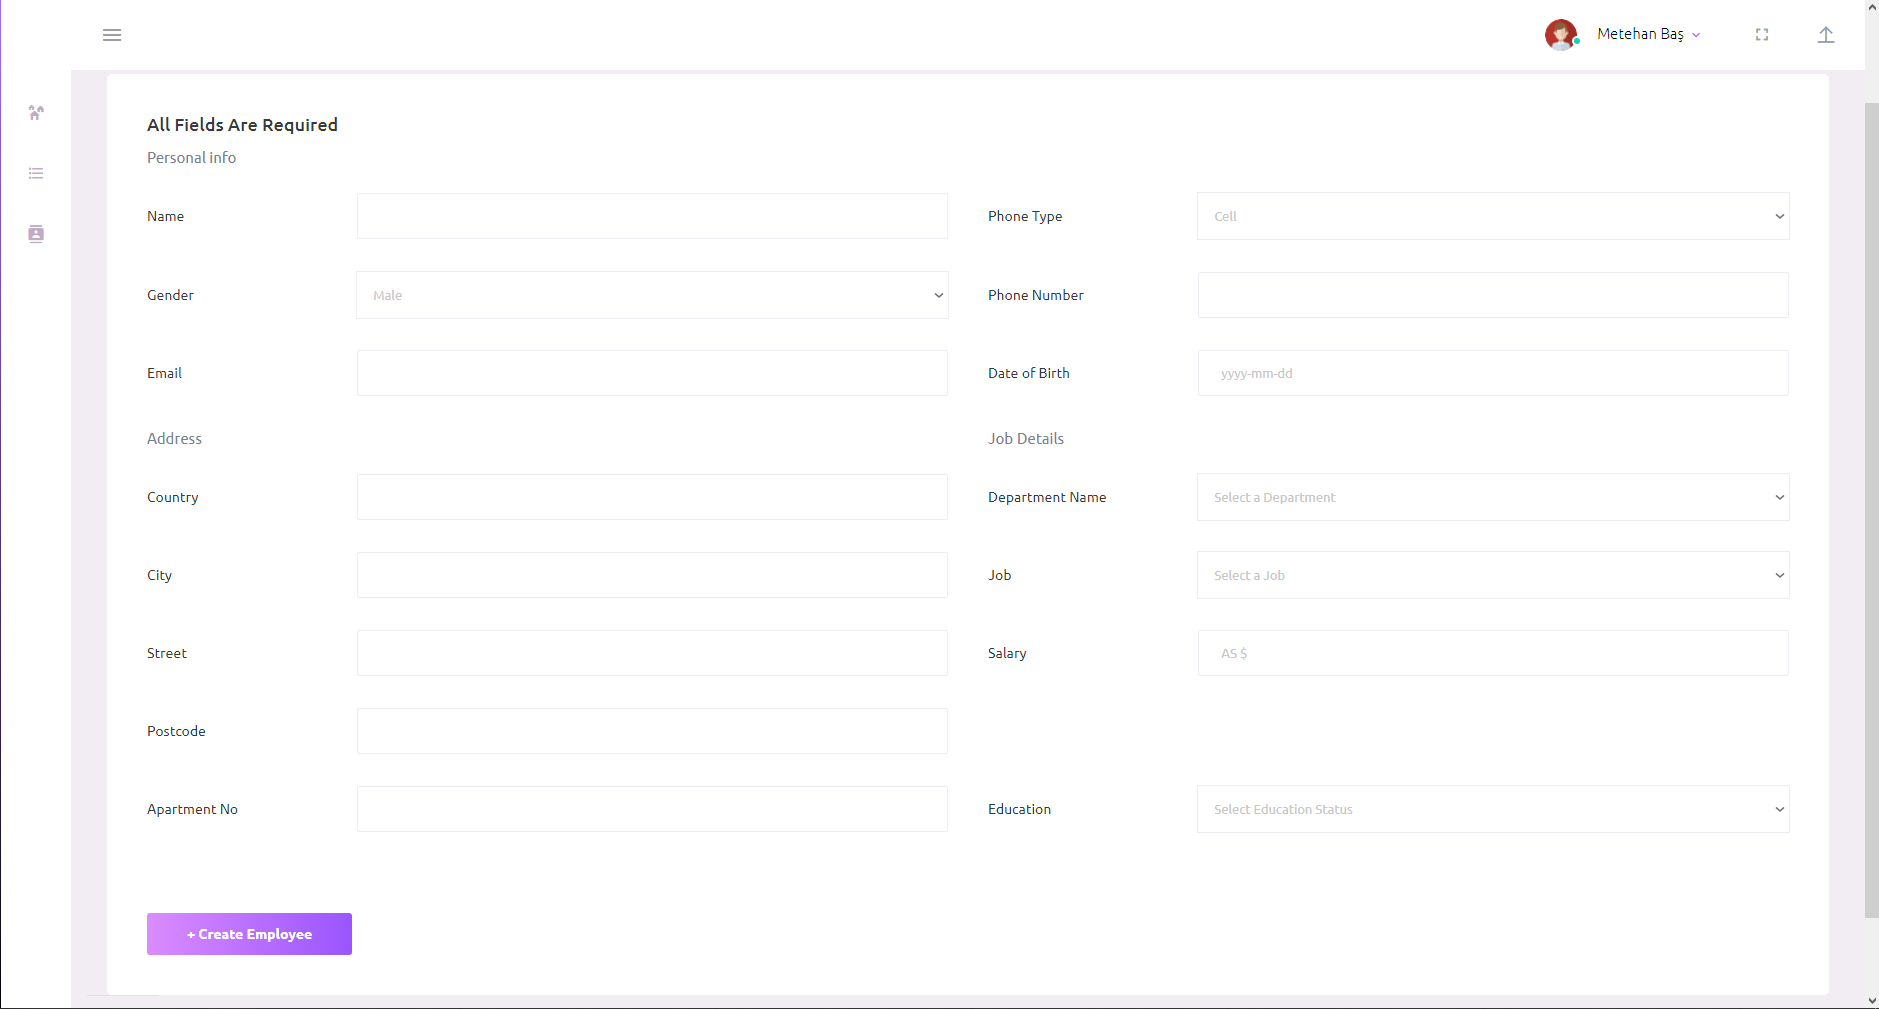 Metehan Baş
All Fields Are Required
Personal info
Name
Phone Type
Cell
Gender
Male
Phone Number
Email
Date of Birth
yyyy-mm-dd
Address
Job Details
Country
Department Name
Select a Department
City
Job
Select a Job
Street
Salary
AS $
Postcode
Apartment No
Education
Select Education Status
+ Create Employee